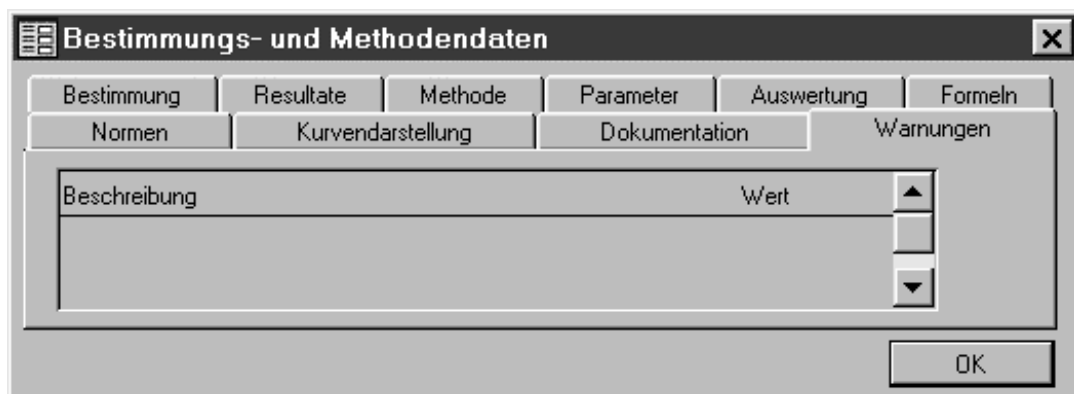 Bestimmungs- und Methodendaten
Bestimmung Resultate Methode Parameter Auswertung Formeln
Normen Kurvendarstellung Dokumentation Warnungen
Beschreibung Wert
OK